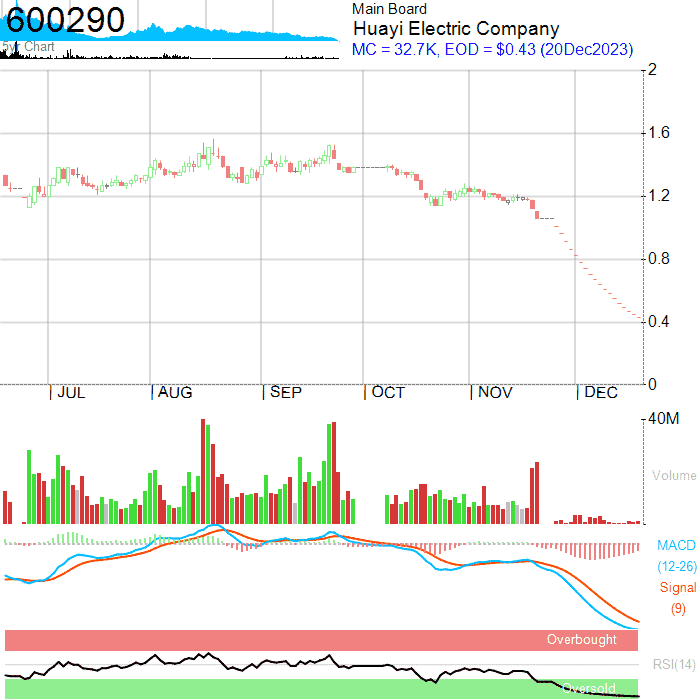 600290
5yr Chart
Main Board
Huayi Electric Company
MC = 32.7K, EOD = $0.43 (20Dec2023)
2
1.6
1.2
0.8
0.4
0
JUL
AUG
SEP
OCT
NOV
DEC
40M
Volume
MACD
(12-26)
Signal
(9)
Overbought
RSI(14)
Oversold